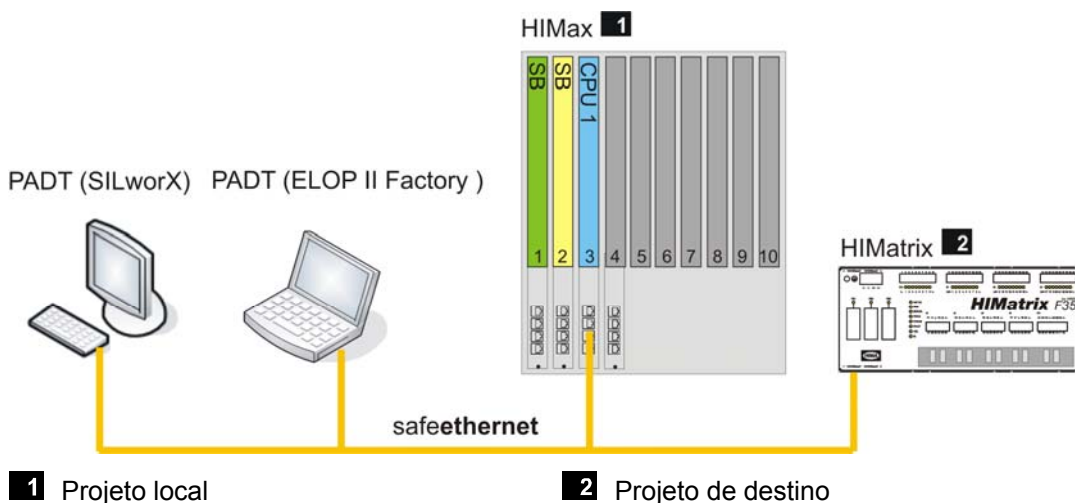 HIMax 1
SB
SB
CPU 1
1 2 3 4 5 6 7 8 9 10
PADT (SILworX) PADT (ELOP II Factory )
HIMatrix 2
HIMatrix F35
safeethernet
1 Projeto local
2 Projeto de destino